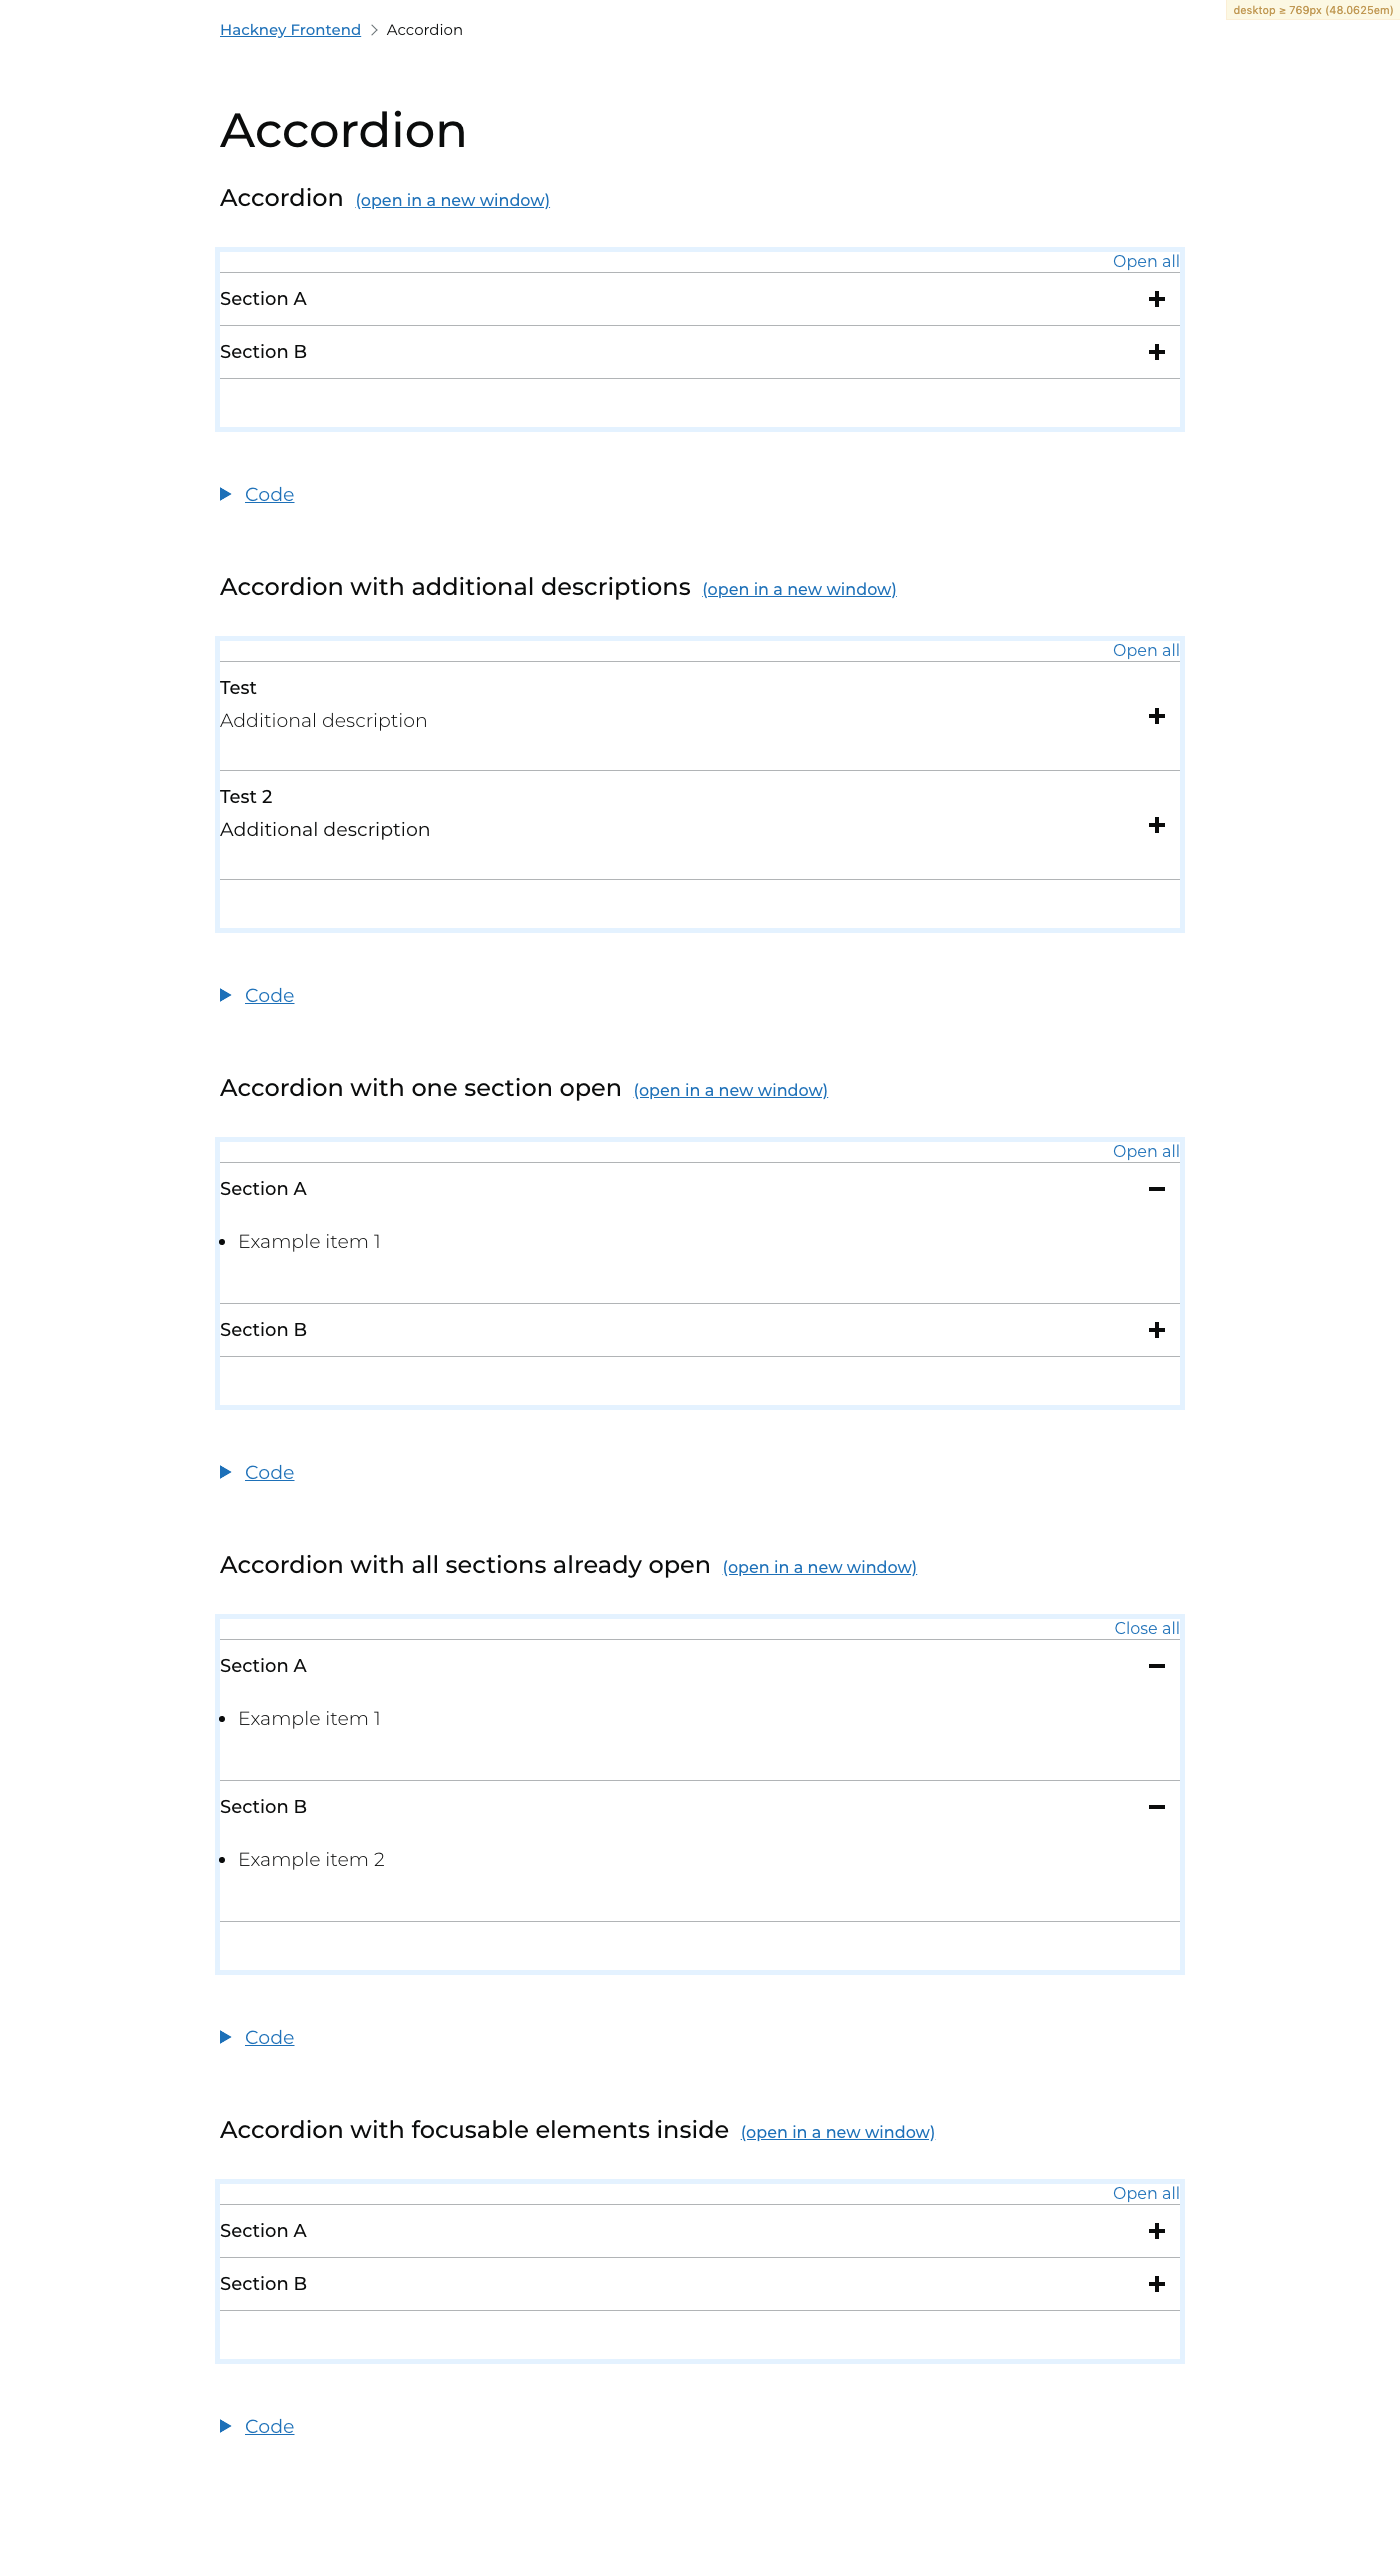 desktop ≥ 769px (48.0625em)
Hackney Frontend Accordion
Accordion
Accordion (open in a new window)
Open all
Section A
Section B
Code
Accordion with additional descriptions (open in a new window)
Open all
Test
Additional description
Test 2
Additional description
Code
Accordion with one section open (open in a new window)
Open all
Section A
Example item 1
Section B
Code
Accordion with all sections already open (open in a new window)
Close all
Section A
Example item 1
Section B
Example item 2
Code
Accordion with focusable elements inside (open in a new window)
Open all
Section A
Section B
Code